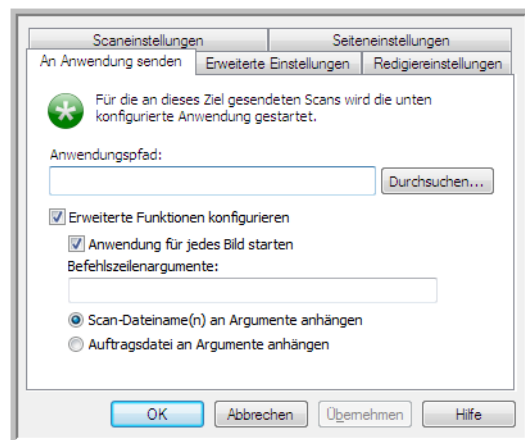 Scaneinstellungen
Seiteneinstellungen
An Anwendung senden
Erweiterte Einstellungen
Redigiereinstellungen
Für die an dieses Ziel gesendeten Scans wird die unten
konfigurierte Anwendung gestartet.
Anwendungspfad:
Durchsuchen...
Erweiterte Funktionen konfigurieren
Anwendung für jedes Bild starten
Befehlszeilenargumente:
Scan-Dateiname(n) an Argumente anhängen
Auftragsdatei an Argumente anhängen
OK
Abbrechen
Übernehmen
Hilfe